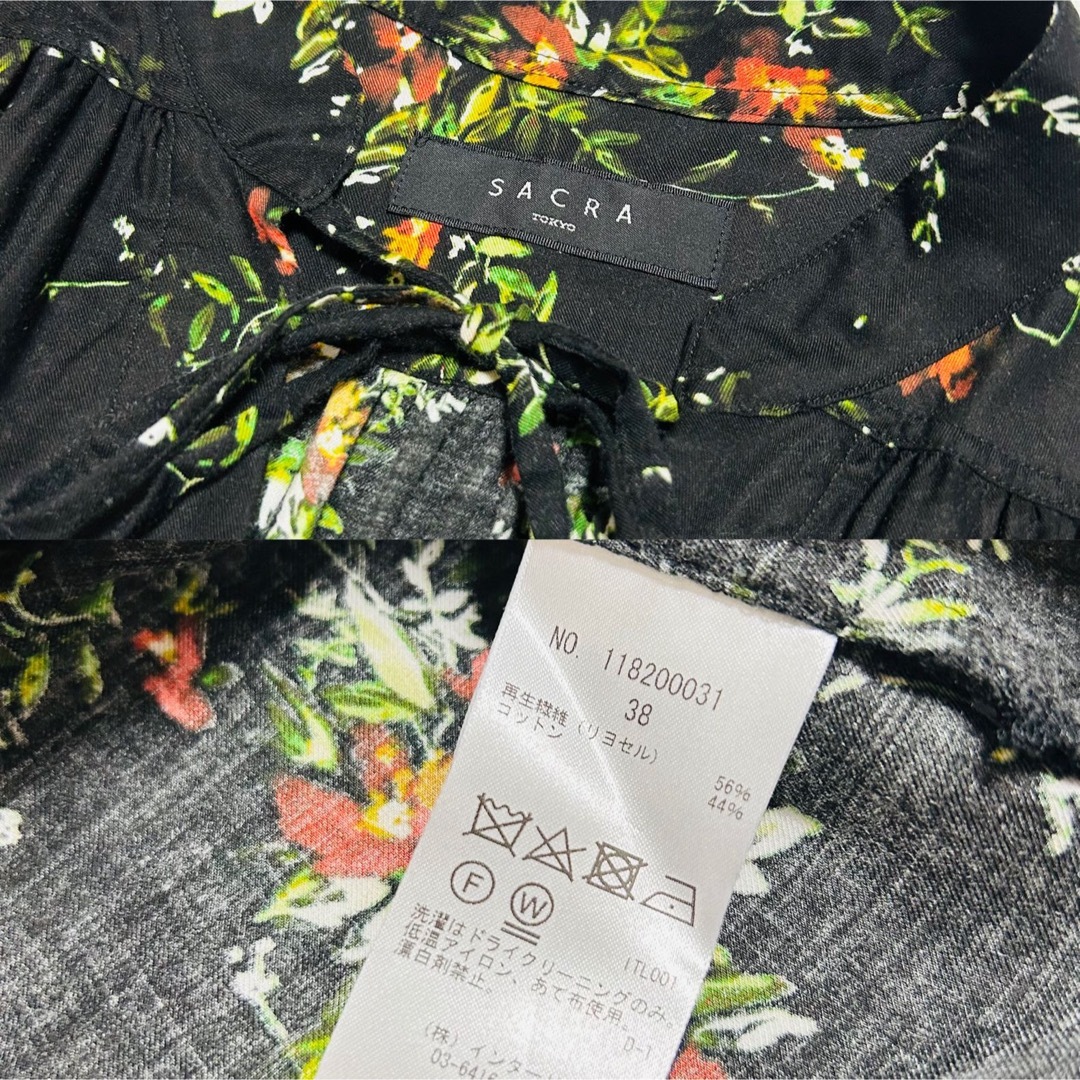 SACRA
TOKYO
NO. 118200031
38
再生繊維（リヨセル） 56%
コットン 44%
F W
ITL001
洗濯はドライクリーニングのみ。
低温アイロン、あて布使用。
漂白剤禁止。 D-1
（株）インター
03-6416